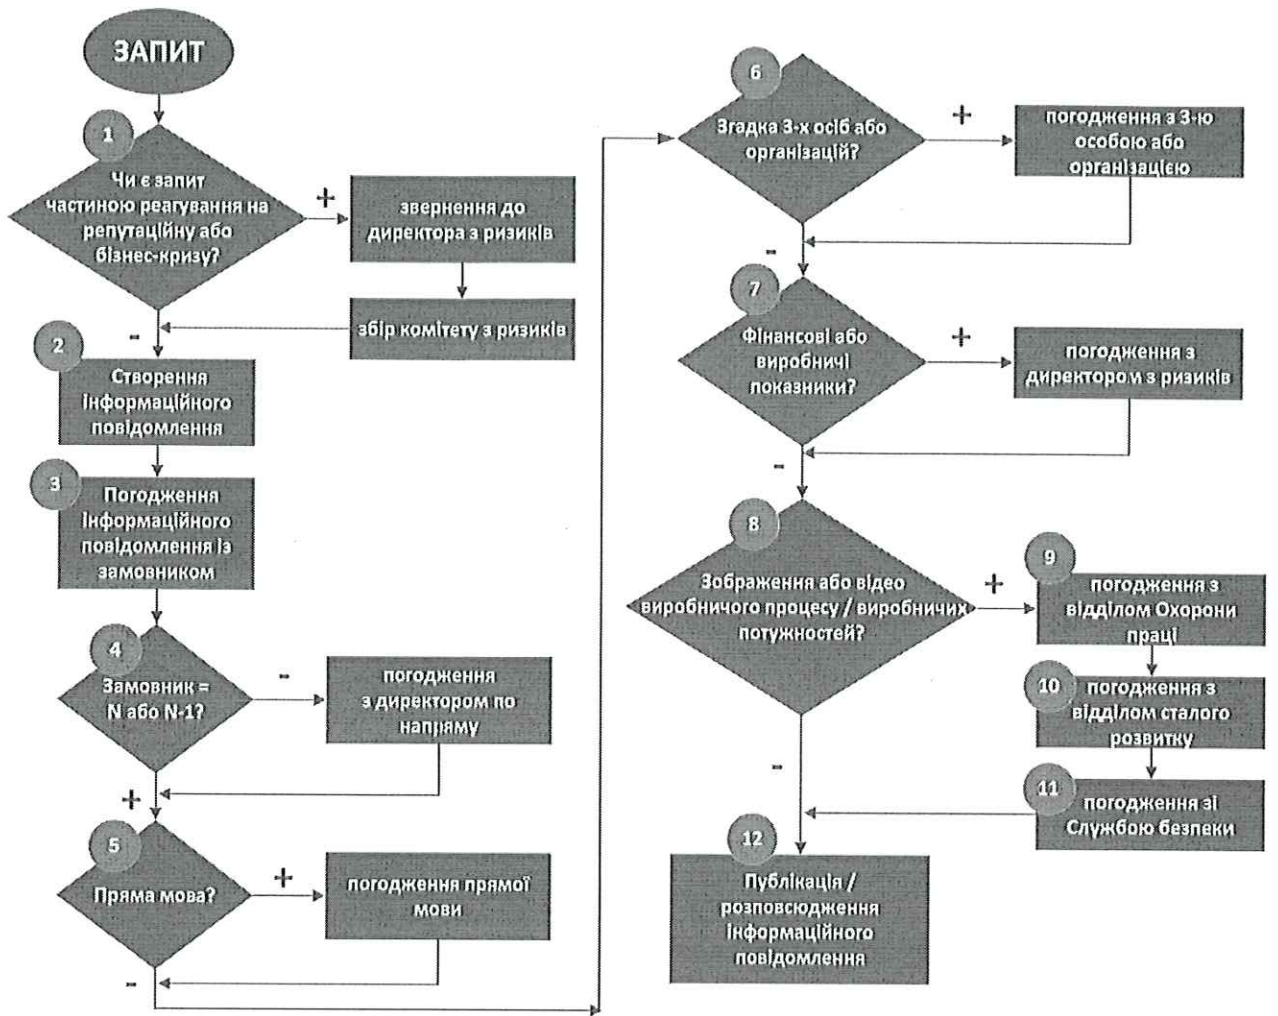 ЗАПИТ
1
Чи є запит
частиною реагування на
репутаційну або
бізнес-кризу?
+
звернення до
директора з ризиків
збір комітету з ризиків
-
2
Створення
інформаційного
повідомлення
3
Погодження
інформаційного
повідомлення із
замовником
4
Замовник =
N або N-1?
-
погодження
з директором по
напряму
+
5
Пряма мова?
+
погодження прямої
мови
-
6
Згадка 3-х осіб або
організацій?
+
погодження з 3-ю
особою або
організацією
-
7
Фінансові або
виробничі
показники?
+
погодження з
директором з ризиків
-
8
Зображення або відео
виробничого процесу / виробничих
потужностей?
+
9
погодження з
відділом Охорони
праці
10
погодження з
відділом сталого
розвитку
11
погодження зі
Службою безпеки
-
12
Публікація /
розповсюдження
інформаційного
повідомлення